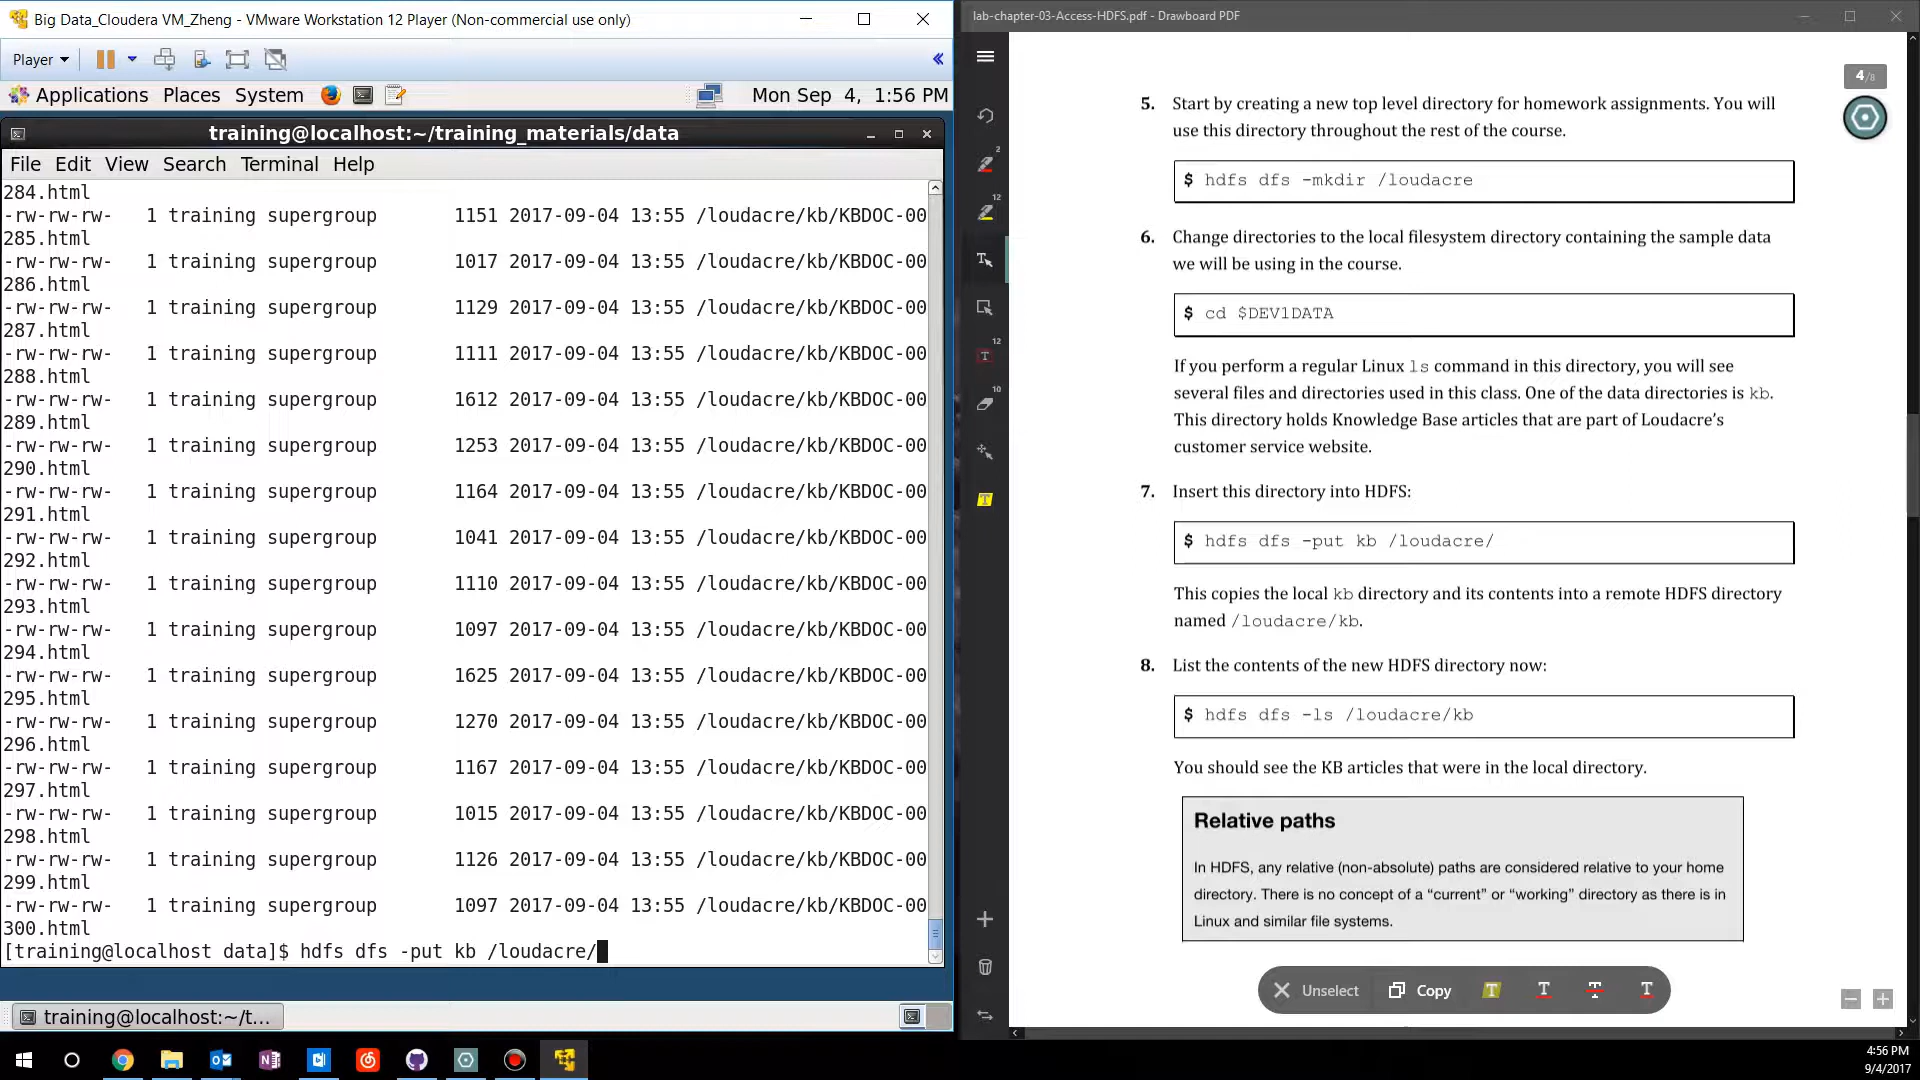 Big Data_Cloudera VM_Zheng - VMware Workstation 12 Player (Non-commercial use only)
Player
Applications Places System
Mon Sep 4, 1:56 PM
training@localhost:~/training_materials/data
File Edit View Search Terminal Help
284.html
-rw-rw-rw- 1 training supergroup 1151 2017-09-04 13:55 /loudacre/kb/KBDOC-00
285.html
-rw-rw-rw- 1 training supergroup 1017 2017-09-04 13:55 /loudacre/kb/KBDOC-00
286.html
-rw-rw-rw- 1 training supergroup 1129 2017-09-04 13:55 /loudacre/kb/KBDOC-00
287.html
-rw-rw-rw- 1 training supergroup 1111 2017-09-04 13:55 /loudacre/kb/KBDOC-00
288.html
-rw-rw-rw- 1 training supergroup 1612 2017-09-04 13:55 /loudacre/kb/KBDOC-00
289.html
-rw-rw-rw- 1 training supergroup 1253 2017-09-04 13:55 /loudacre/kb/KBDOC-00
290.html
-rw-rw-rw- 1 training supergroup 1164 2017-09-04 13:55 /loudacre/kb/KBDOC-00
291.html
-rw-rw-rw- 1 training supergroup 1041 2017-09-04 13:55 /loudacre/kb/KBDOC-00
292.html
-rw-rw-rw- 1 training supergroup 1110 2017-09-04 13:55 /loudacre/kb/KBDOC-00
293.html
-rw-rw-rw- 1 training supergroup 1097 2017-09-04 13:55 /loudacre/kb/KBDOC-00
294.html
-rw-rw-rw- 1 training supergroup 1625 2017-09-04 13:55 /loudacre/kb/KBDOC-00
295.html
-rw-rw-rw- 1 training supergroup 1270 2017-09-04 13:55 /loudacre/kb/KBDOC-00
296.html
-rw-rw-rw- 1 training supergroup 1167 2017-09-04 13:55 /loudacre/kb/KBDOC-00
297.html
-rw-rw-rw- 1 training supergroup 1015 2017-09-04 13:55 /loudacre/kb/KBDOC-00
298.html
-rw-rw-rw- 1 training supergroup 1126 2017-09-04 13:55 /loudacre/kb/KBDOC-00
299.html
-rw-rw-rw- 1 training supergroup 1097 2017-09-04 13:55 /loudacre/kb/KBDOC-00
300.html
[training@localhost data]$ hdfs dfs -put kb /loudacre/
training@localhost:~/t...
lab-chapter-03-Access-HDFS.pdf - Drawboard PDF
4/8
2
12
12
10
5. Start by creating a new top level directory for homework assignments. You will
use this directory throughout the rest of the course.
$ hdfs dfs -mkdir /loudacre
6. Change directories to the local filesystem directory containing the sample data
we will be using in the course.
$ cd $DEV1DATA
If you perform a regular Linux ls command in this directory, you will see
several files and directories used in this class. One of the data directories is kb.
This directory holds Knowledge Base articles that are part of Loudacre’s
customer service website.
7. Insert this directory into HDFS:
$ hdfs dfs -put kb /loudacre/
This copies the local kb directory and its contents into a remote HDFS directory
named /loudacre/kb.
8. List the contents of the new HDFS directory now:
$ hdfs dfs -ls /loudacre/kb
You should see the KB articles that were in the local directory.
Relative paths
In HDFS, any relative (non-absolute) paths are considered relative to your home
directory. There is no concept of a “current” or “working” directory as there is in
Linux and similar file systems.
Unselect Copy T T T T
4:56 PM
9/4/2017